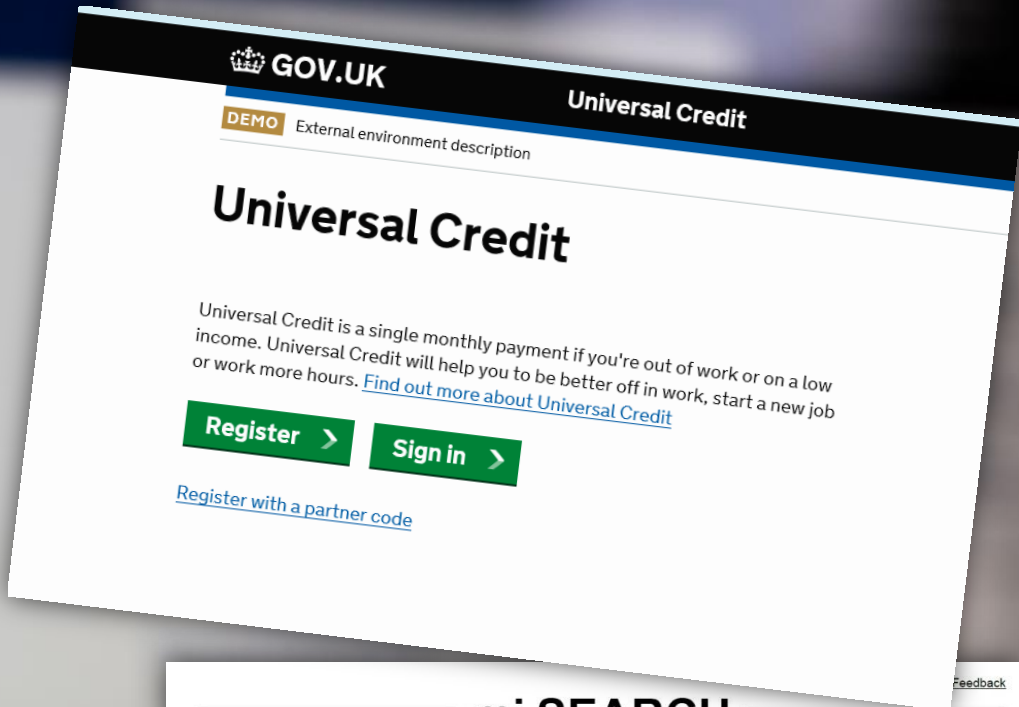 GOV.UK
Universal Credit
DEMO External environment description
Universal Credit
Universal Credit is a single monthly payment if you're out of work or on a low
income. Universal Credit will help you to be better off in work, start a new job
or work more hours. Find out more about Universal Credit
Register
Sign in
Register with a partner code
Feedback
SEARCH